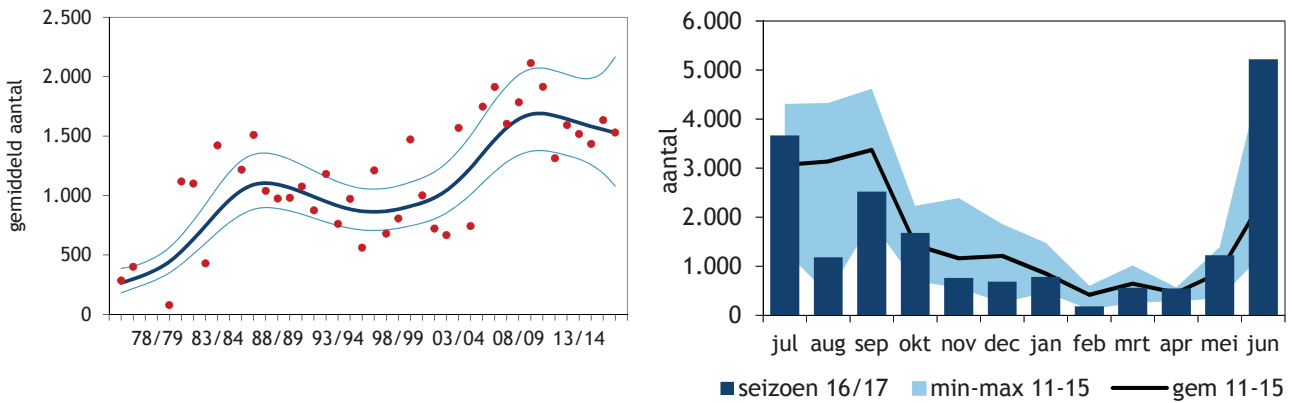 gemiddeld aantal
2.500
2.000
1.500
1.000
500
0
78/79 83/84 88/89 93/94 98/99 03/04 08/09 13/14
aantal
6.000
5.000
4.000
3.000
2.000
1.000
0
jul aug sep okt nov dec jan feb mrt apr mei jun
seizoen 16/17 min-max 11-15 gem 11-15